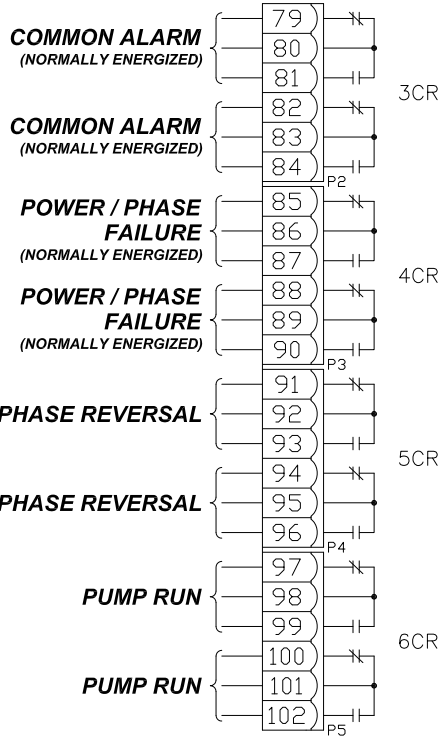 COMMON ALARM
(NORMALLY ENERGIZED)
79
80
81
COMMON ALARM
(NORMALLY ENERGIZED)
82
83
84
3CR
P2
POWER / PHASE
FAILURE
(NORMALLY ENERGIZED)
85
86
87
POWER / PHASE
FAILURE
(NORMALLY ENERGIZED)
88
89
90
4CR
P3
PHASE REVERSAL
91
92
93
PHASE REVERSAL
94
95
96
5CR
P4
PUMP RUN
97
98
99
PUMP RUN
100
101
102
6CR
P5